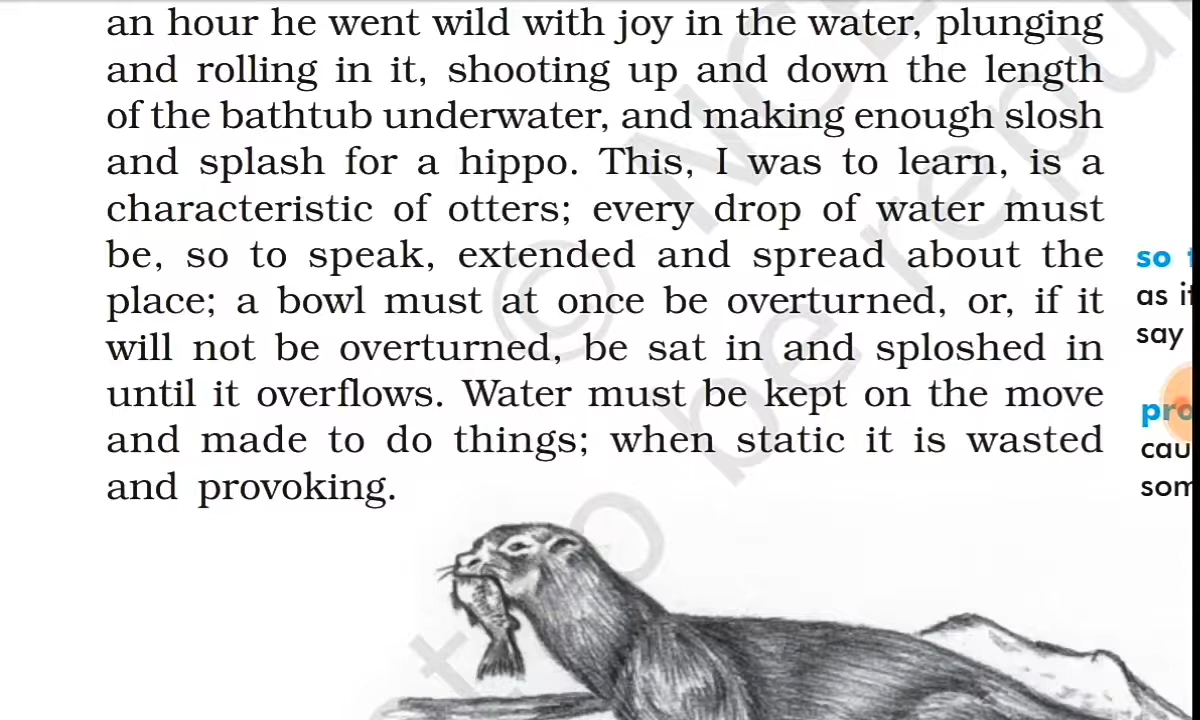 an hour he went wild with joy in the water, plunging
and rolling in it, shooting up and down the length
of the bathtub underwater, and making enough slosh
and splash for a hippo. This, I was to learn, is a
characteristic of otters; every drop of water must
be, so to speak, extended and spread about the
place; a bowl must at once be overturned, or, if it
will not be overturned, be sat in and sploshed in
until it overflows. Water must be kept on the move
and made to do things; when static it is wasted
and provoking.
so
as
say